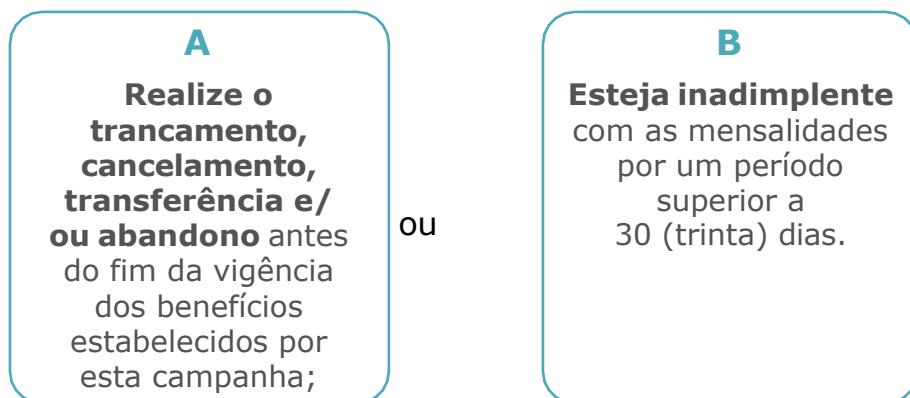 A
Realize o
trancamento,
cancelamento,
transferência e/
ou abandono antes
do fim da vigência
dos benefícios
estabelecidos por
esta campanha;
ou
B
Esteja inadimplente
com as mensalidades
por um período
superior a
30 (trinta) dias.